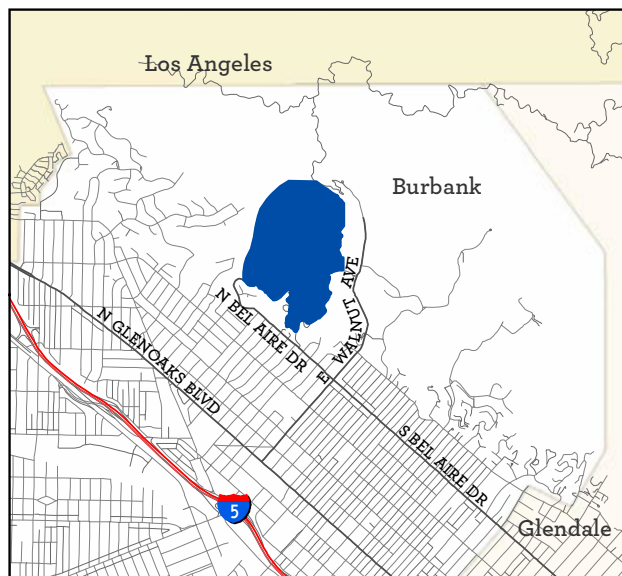 Los Angeles
Burbank
E WALNUT AVE
N BEL AIRE DR
N GLENOAKS BLVD
S BEL AIRE DR
5
Glendale